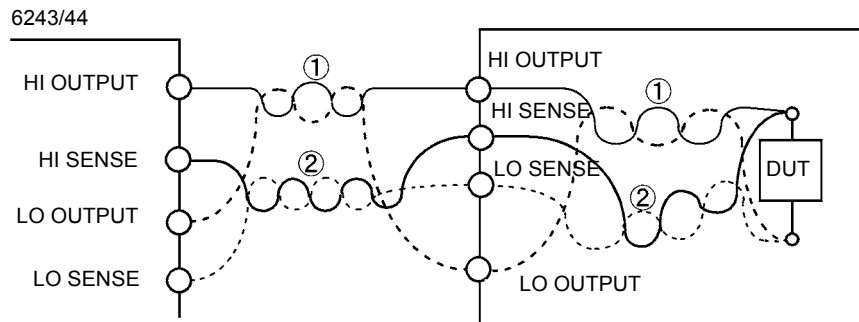 6243/44
HI OUTPUT
HI SENSE
LO OUTPUT
LO SENSE
①
②
HI OUTPUT
HI SENSE
LO SENSE
LO OUTPUT
①
②
DUT